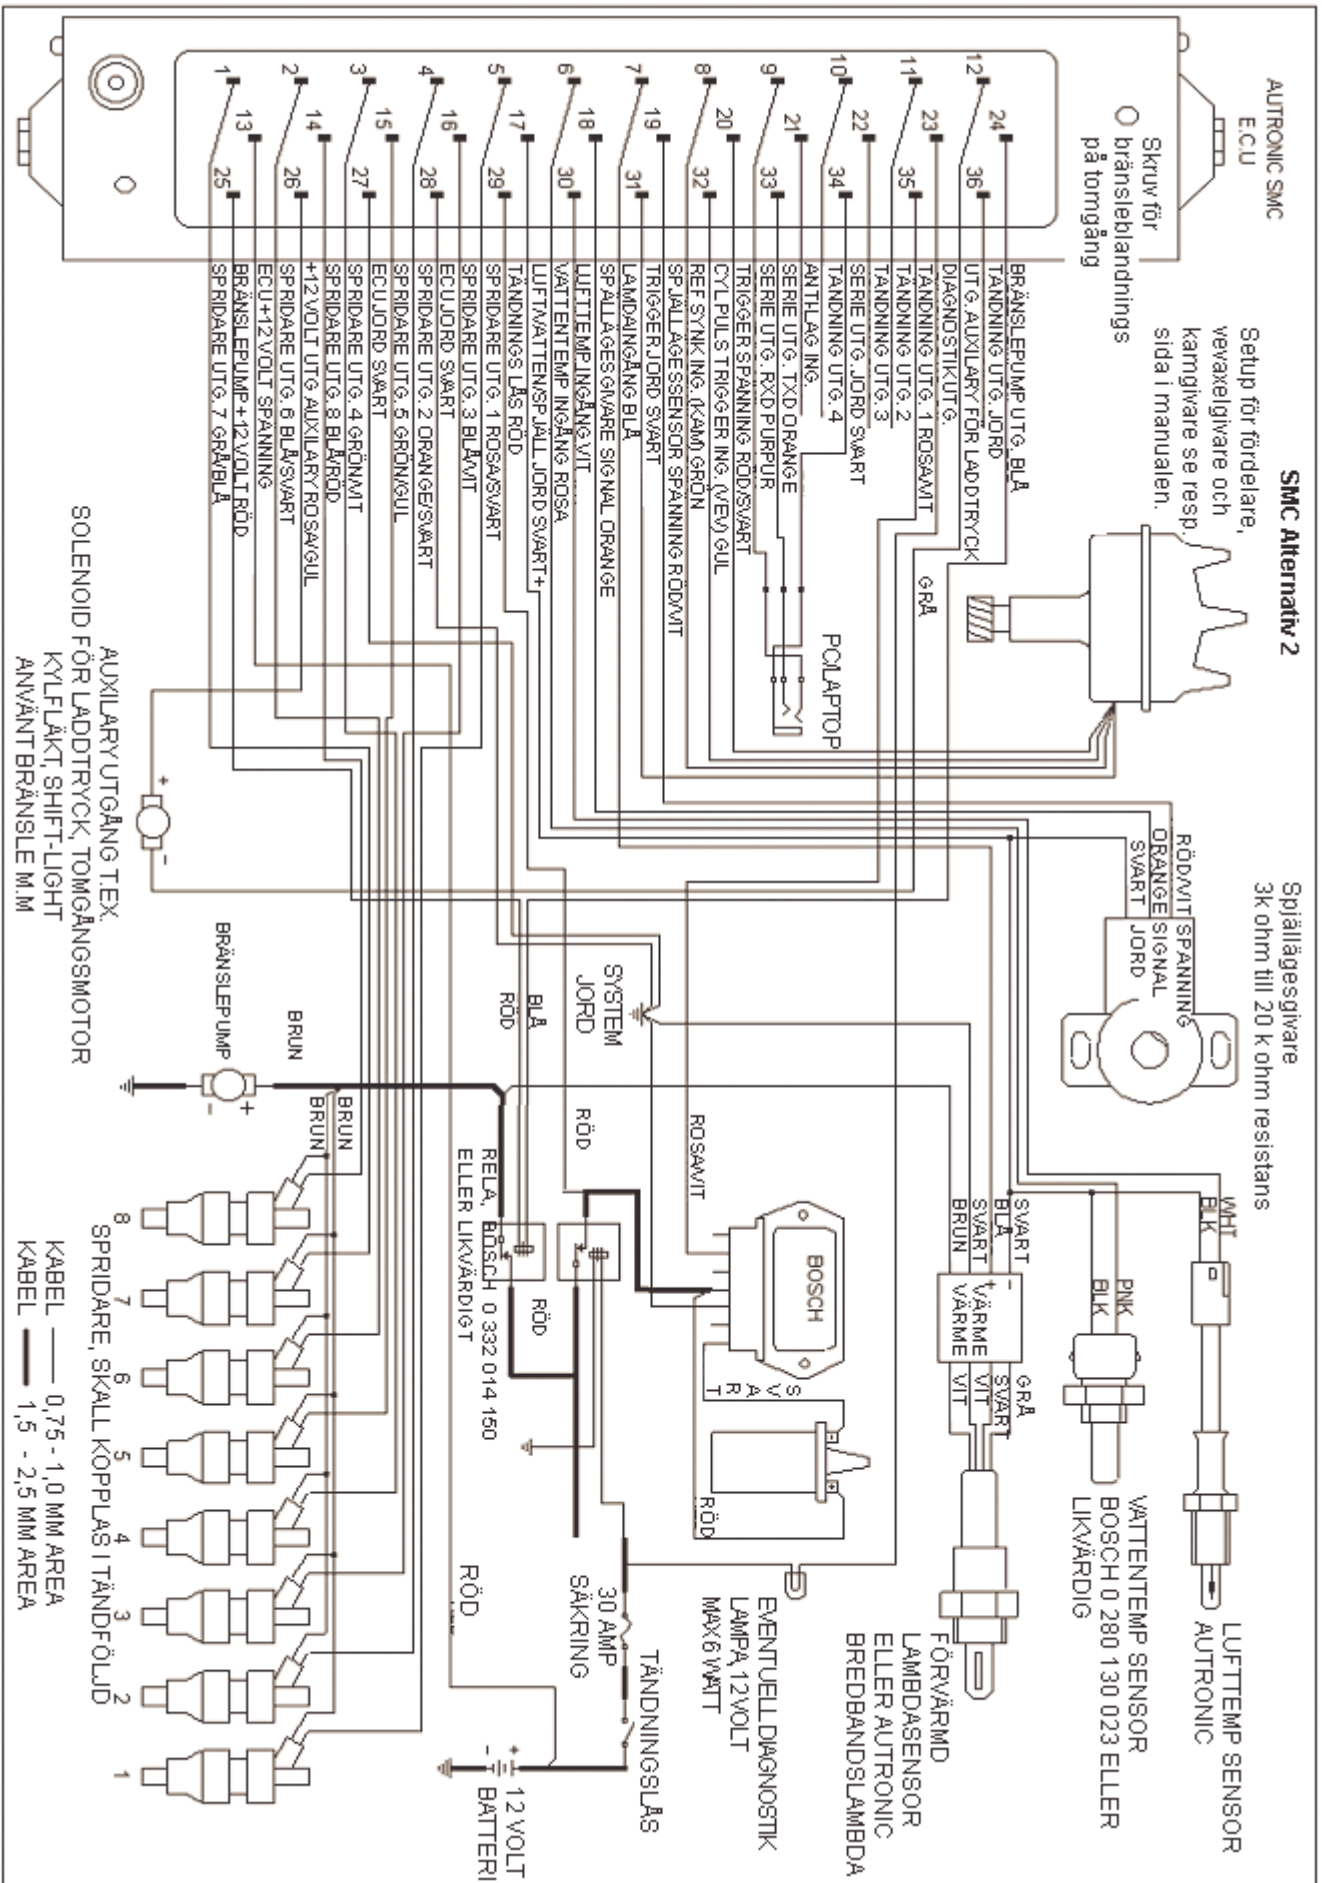 SMC Alternativ 2
AUTRONIC SMC
E.C.U
Skruv för
bränsleblandnings
på tomgång
Setup för fördelare,
vevaxelgivare och
kamgivare se resp.
sida i manualen.
Spjällägesgivare
3k ohm till 20 k ohm resistans
12
11
10
9
8
7
6
5
4
3
2
1
24
23
22
21
20
19
18
17
16
15
14
13
36
35
34
33
32
31
30
29
28
27
26
25
BRÄNSLEPUMP UTG. BLÅ
TÄNDNING UTG. JORD
UTG. AUXILARY FÖR LADDTRYCK
DIAGNOSTIK UTG.
TÄNDNING UTG. 1 ROSA/VIT
TÄNDNING UTG. 2
TÄNDNING UTG. 3
SERIE UTG. JORD SVART
TÄNDNING UTG. 4
ANTI-LAG ING.
SERIE UTG. TXD ORANGE
SERIE UTG. RXD PURPUR
TRIGGER SPÄNNING RÖD/SVART
CYL PULS TRIGGER ING. (VEV) GUL
REF SYNK ING. (KAM) GRÖN
SPJÄLLÄGESSENSOR SPÄNNING RÖD/VIT
TRIGGER JORD SVART
LAMDAINGÅNG BLÅ
SPÄLLÄGESGIVARE SIGNAL ORANGE
LUFTTEMP. INGÅNG VIT
VATTENTEMP INGÅNG ROSA
LUFT/VATTEN/SPJÄLL JORD SVART+
TÄNDNINGS LÅS RÖD
SPRIDARE UTG. 1 ROSA/SVART
SPRIDARE UTG. 3 BLÅ/VIT
ECU JORD SVART
SPRIDARE UTG. 2 ORANGE/SVART
SPRIDARE UTG. 5 GRÖN/GUL
ECU JORD SVART
SPRIDARE UTG. 4 GRÖN/VIT
SPRIDARE UTG. 8 BLÅ/RÖD
+12 VOLT UTG. AUXILARY ROSA/GUL
SPRIDARE UTG. 6 BLÅ/SVART
ECU +12 VOLT SPÄNNING
BRÄNSLEPUMP + 12 VOLT RÖD
SPRIDARE UTG. 7 GRÅ/BLÅ
GRÅ
PC/LAPTOP
RÖD/VIT SPÄNNING
ORANGE SIGNAL
SVART JORD
WHT
BLK
LUFTTEMP SENSOR
AUTRONIC
PNK
BLK
VATTENTEMP SENSOR
BOSCH 0 280 130 023 ELLER
LIKVÄRDIG
SVART -
BLÅ +
SVART VÄRME
BRUN VÄRME
GRÅ
SVART
VIT
VIT
FÖRVÄRMD
LAMBDASENSOR
ELLER AUTRONIC
BREDBANDSLAMBDA
BOSCH
ROSA/VIT
SVART
RÖD
EVENTUELL DIAGNOSTIK
LAMPA, 12 VOLT
MAX 6 WATT
SYSTEM
JORD
RÖD
BLÅ
RÖD
RÖD
RELÄ, BOSCH 0 332 014 150
ELLER LIKVÄRDIGT
TÄNDNINGSLÅS
30 AMP
SÄKRING
RÖD
+
-
12 VOLT
BATTERI
+
-
AUXILARY UTGÅNG T.EX.
SOLENOID FÖR LADDTRYCK, TOMGÅNGSMOTOR
KYLFLÄKT, SHIFT-LIGHT
ANVÄNT BRÄNSLE M.M
BRÄNSLEPUMP
+
-
BRUN
BRUN
BRUN
8
7
6
5
4
3
2
1
SPRIDARE, SKALL KOPPLAS I TÄNDFÖLJD
KABEL 0,75 - 1,0 MM AREA
KABEL 1,5 - 2,5 MM AREA